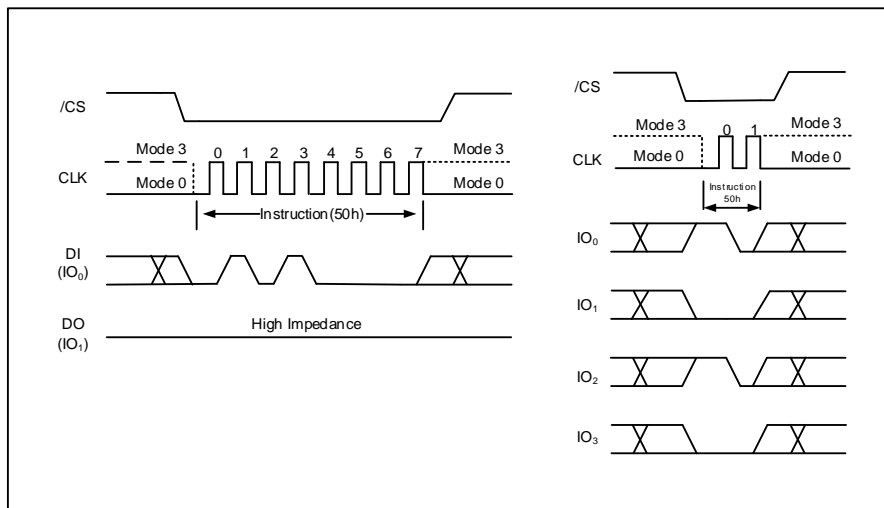 /CS
Mode 3 0 1 2 3 4 5 6 7 Mode 3
CLK Mode 0 Mode 0
Instruction (50h)
DI
(IO0)
DO High Impedance
(IO1)
/CS
Mode 3 0 1 Mode 3
CLK Mode 0 Mode 0
Instruction
50h
IO0
IO1
IO2
IO3